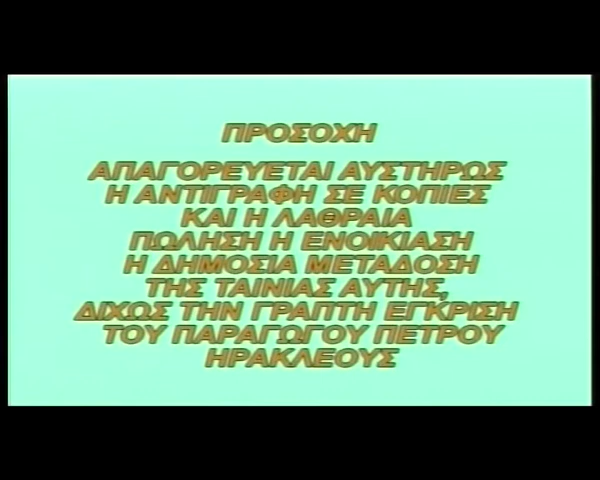 ΠΡΟΣΟΧΗ
ΑΠΑΓΟΡΕΥΕΤΑΙ ΑΥΣΤΗΡΩΣ
Η ΑΝΤΙΓΡΑΦΗ ΣΕ ΚΟΠΙΕΣ
ΚΑΙ Η ΛΑΘΡΑΙΑ
ΠΩΛΗΣΗ Η ΕΝΟΙΚΙΑΣΗ
Η ΔΗΜΟΣΙΑ ΜΕΤΑΔΟΣΗ
ΤΗΣ ΤΑΙΝΙΑΣ ΑΥΤΗΣ,
ΔΙΧΩΣ ΤΗΝ ΓΡΑΠΤΗ ΕΓΚΡΙΣΗ
ΤΟΥ ΠΑΡΑΓΩΓΟΥ ΠΕΤΡΟΥ
ΗΡΑΚΛΕΟΥΣ